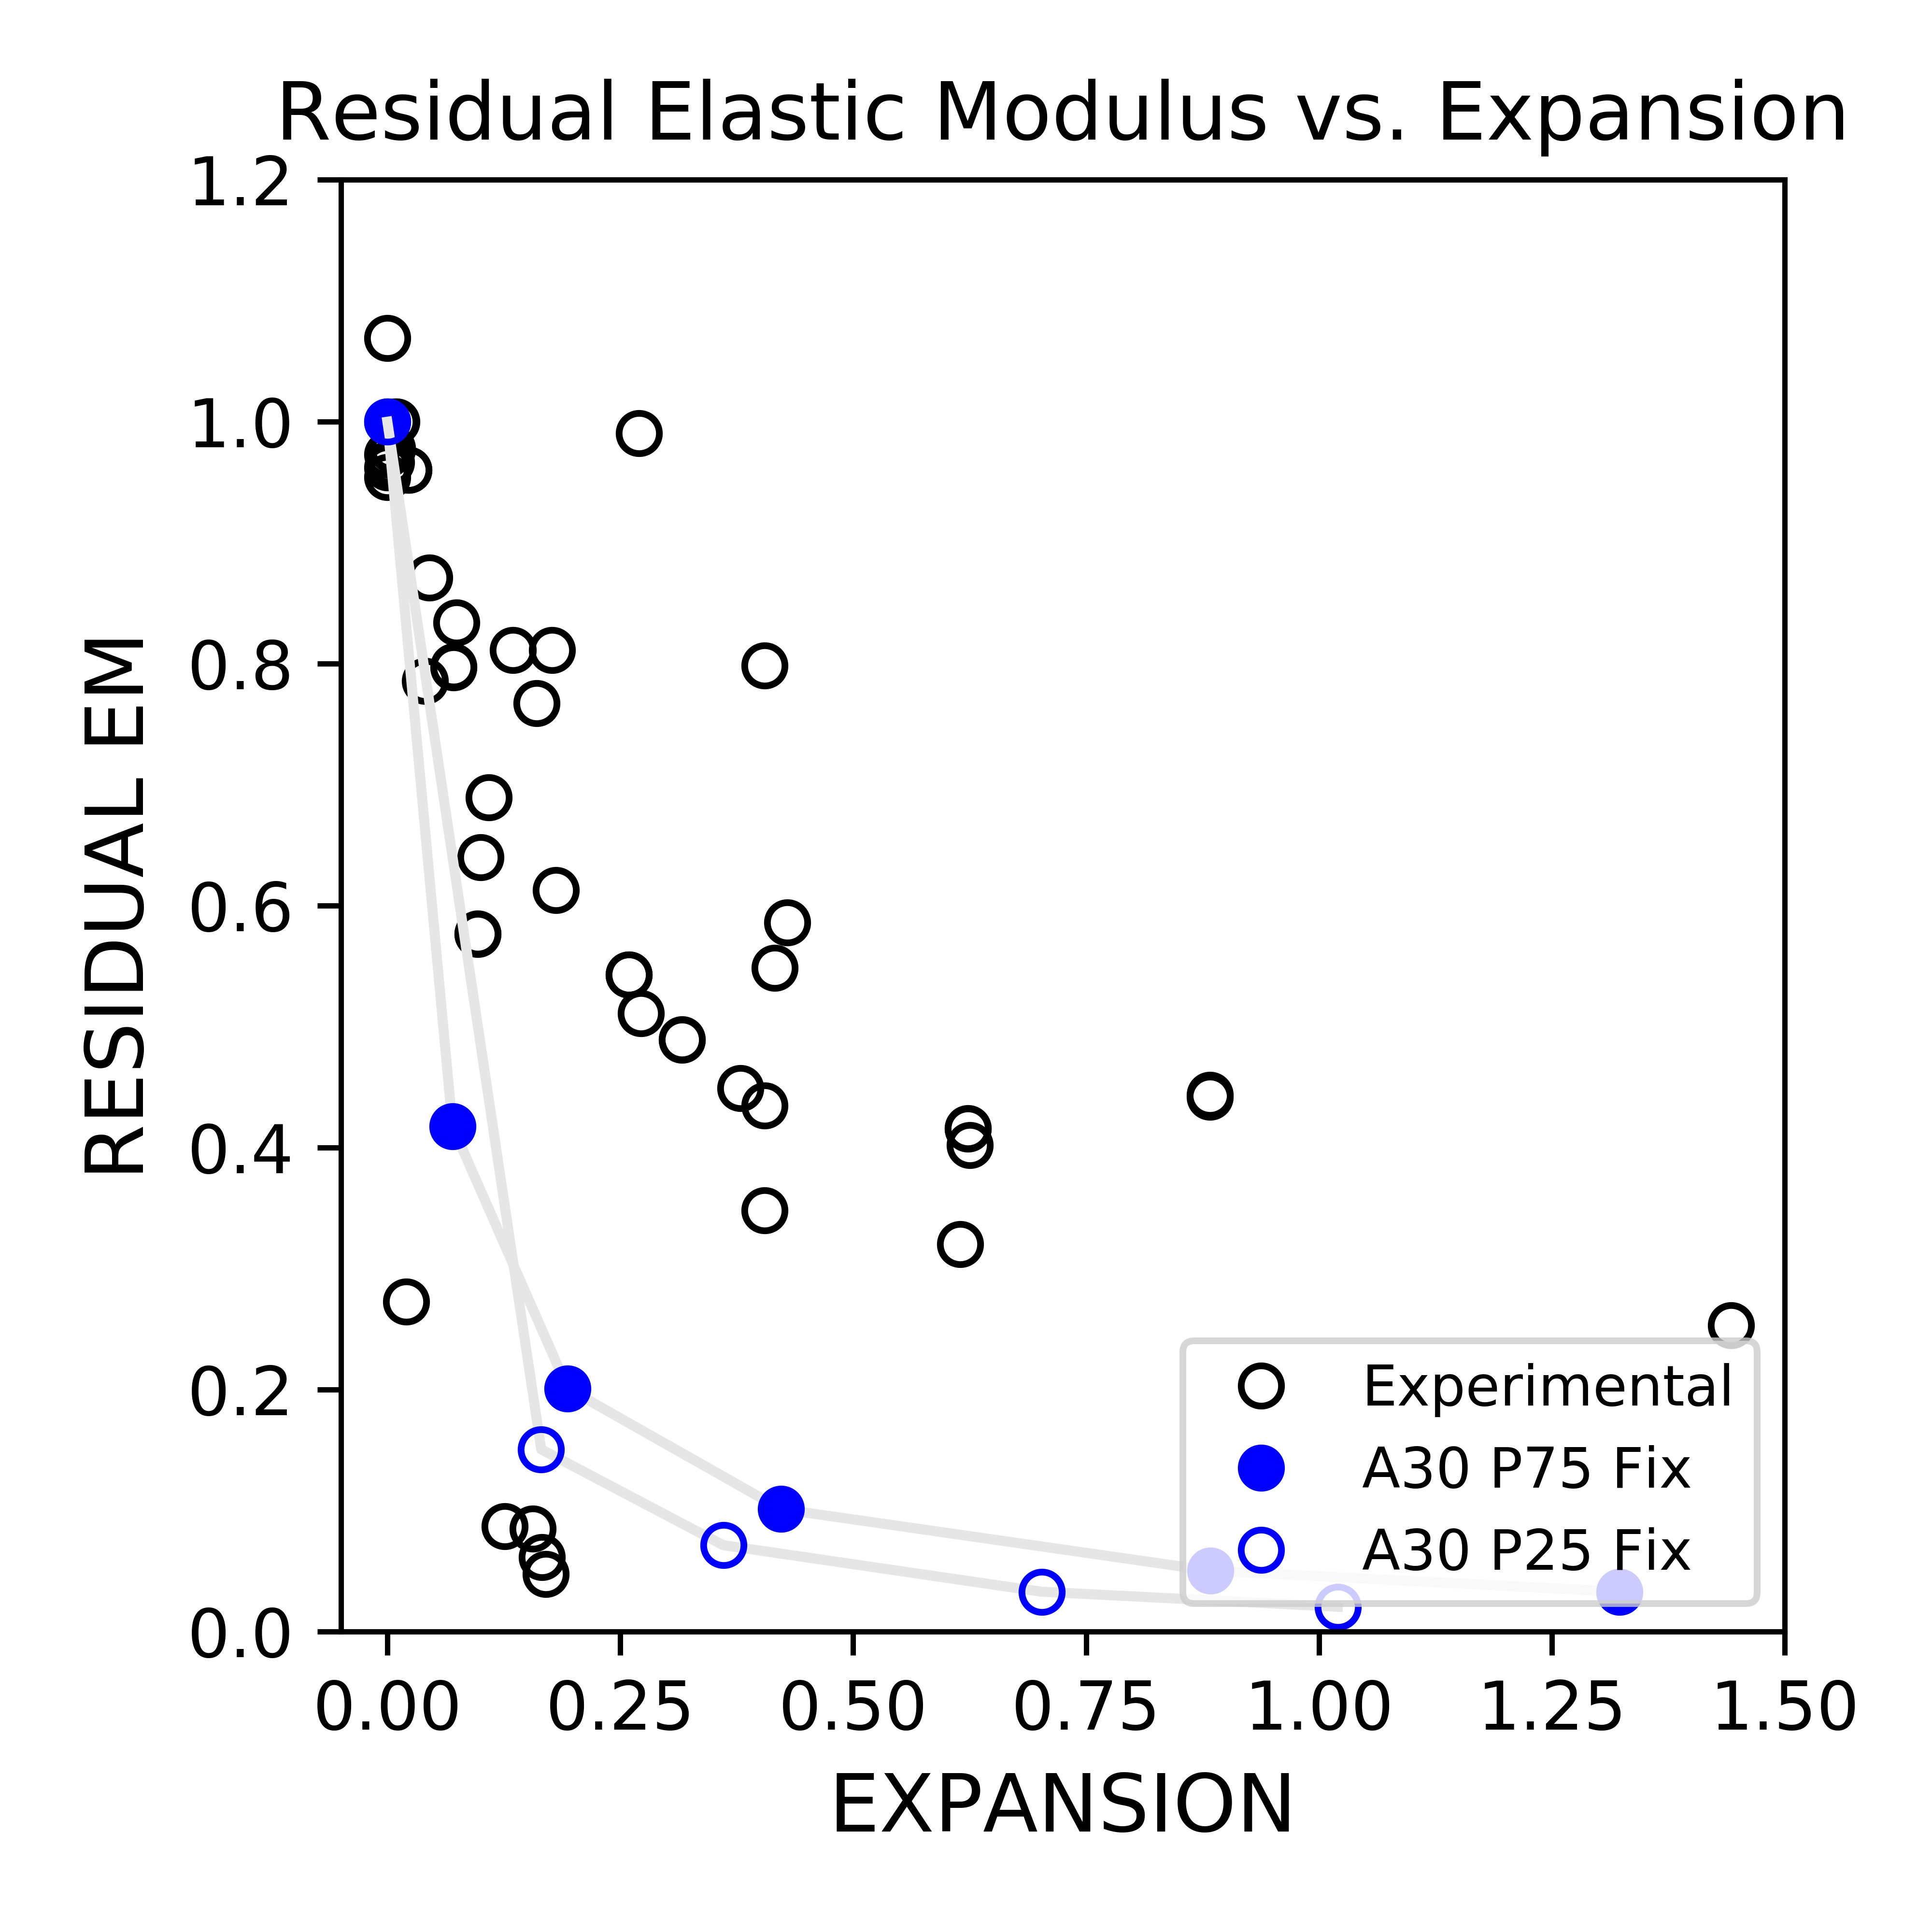 Residual Elastic Modulus vs. Expansion
1.2
1.0
0.8
0.6
0.4
0.2
0.0
RESIDUAL EM
Experimental
A30 P75 Fix
A30 P25 Fix
0.00 0.25 0.50 0.75 1.00 1.25 1.50
EXPANSION